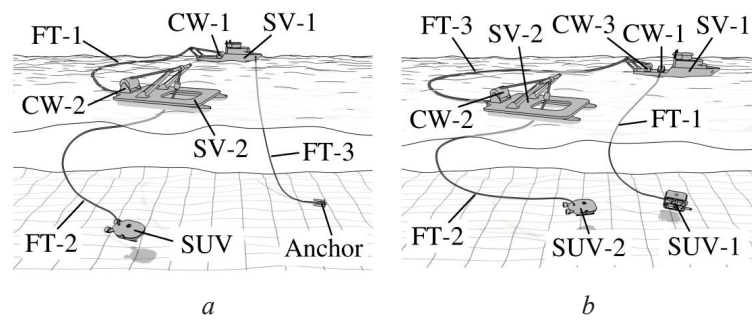 FT-1
CW-1
SV-1
CW-2
SV-2
FT-3
FT-2
SUV
Anchor
a
FT-3
SV-2
CW-3
CW-1
SV-1
CW-2
FT-1
FT-2
SUV-2
SUV-1
b